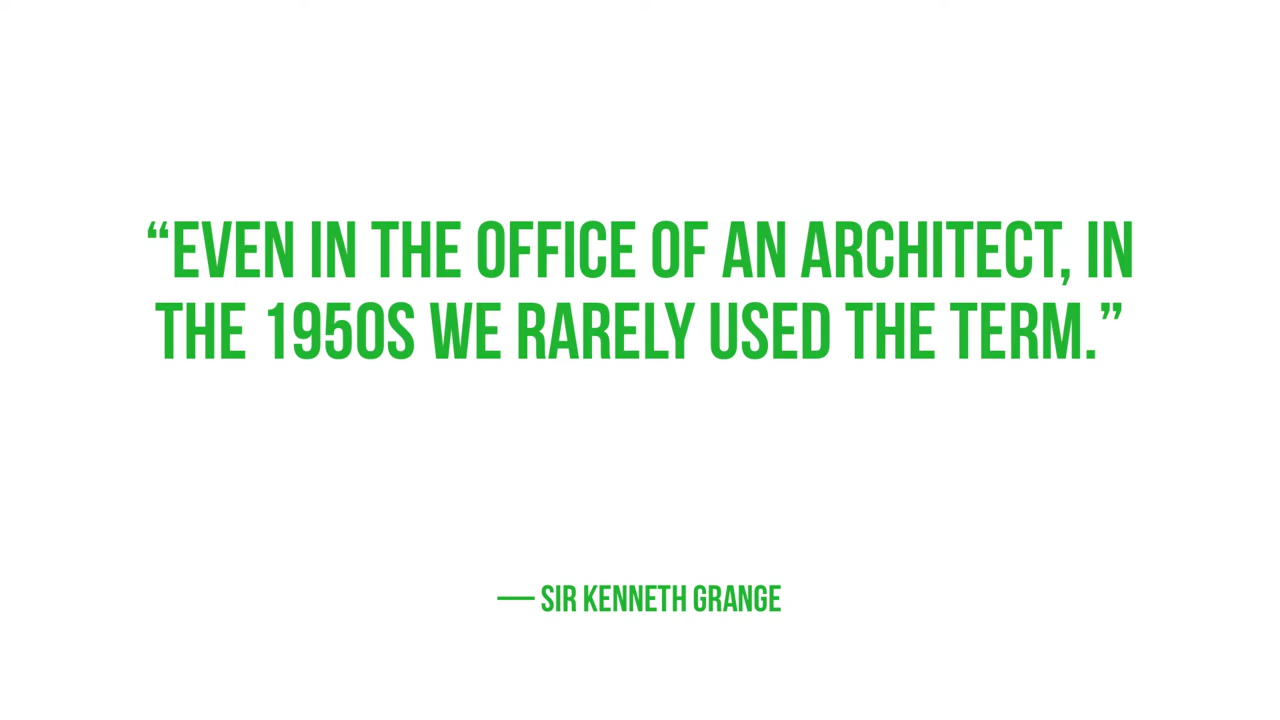 “EVEN IN THE OFFICE OF AN ARCHITECT, IN
THE 1950S WE RARELY USED THE TERM.”
— SIR KENNETH GRANGE